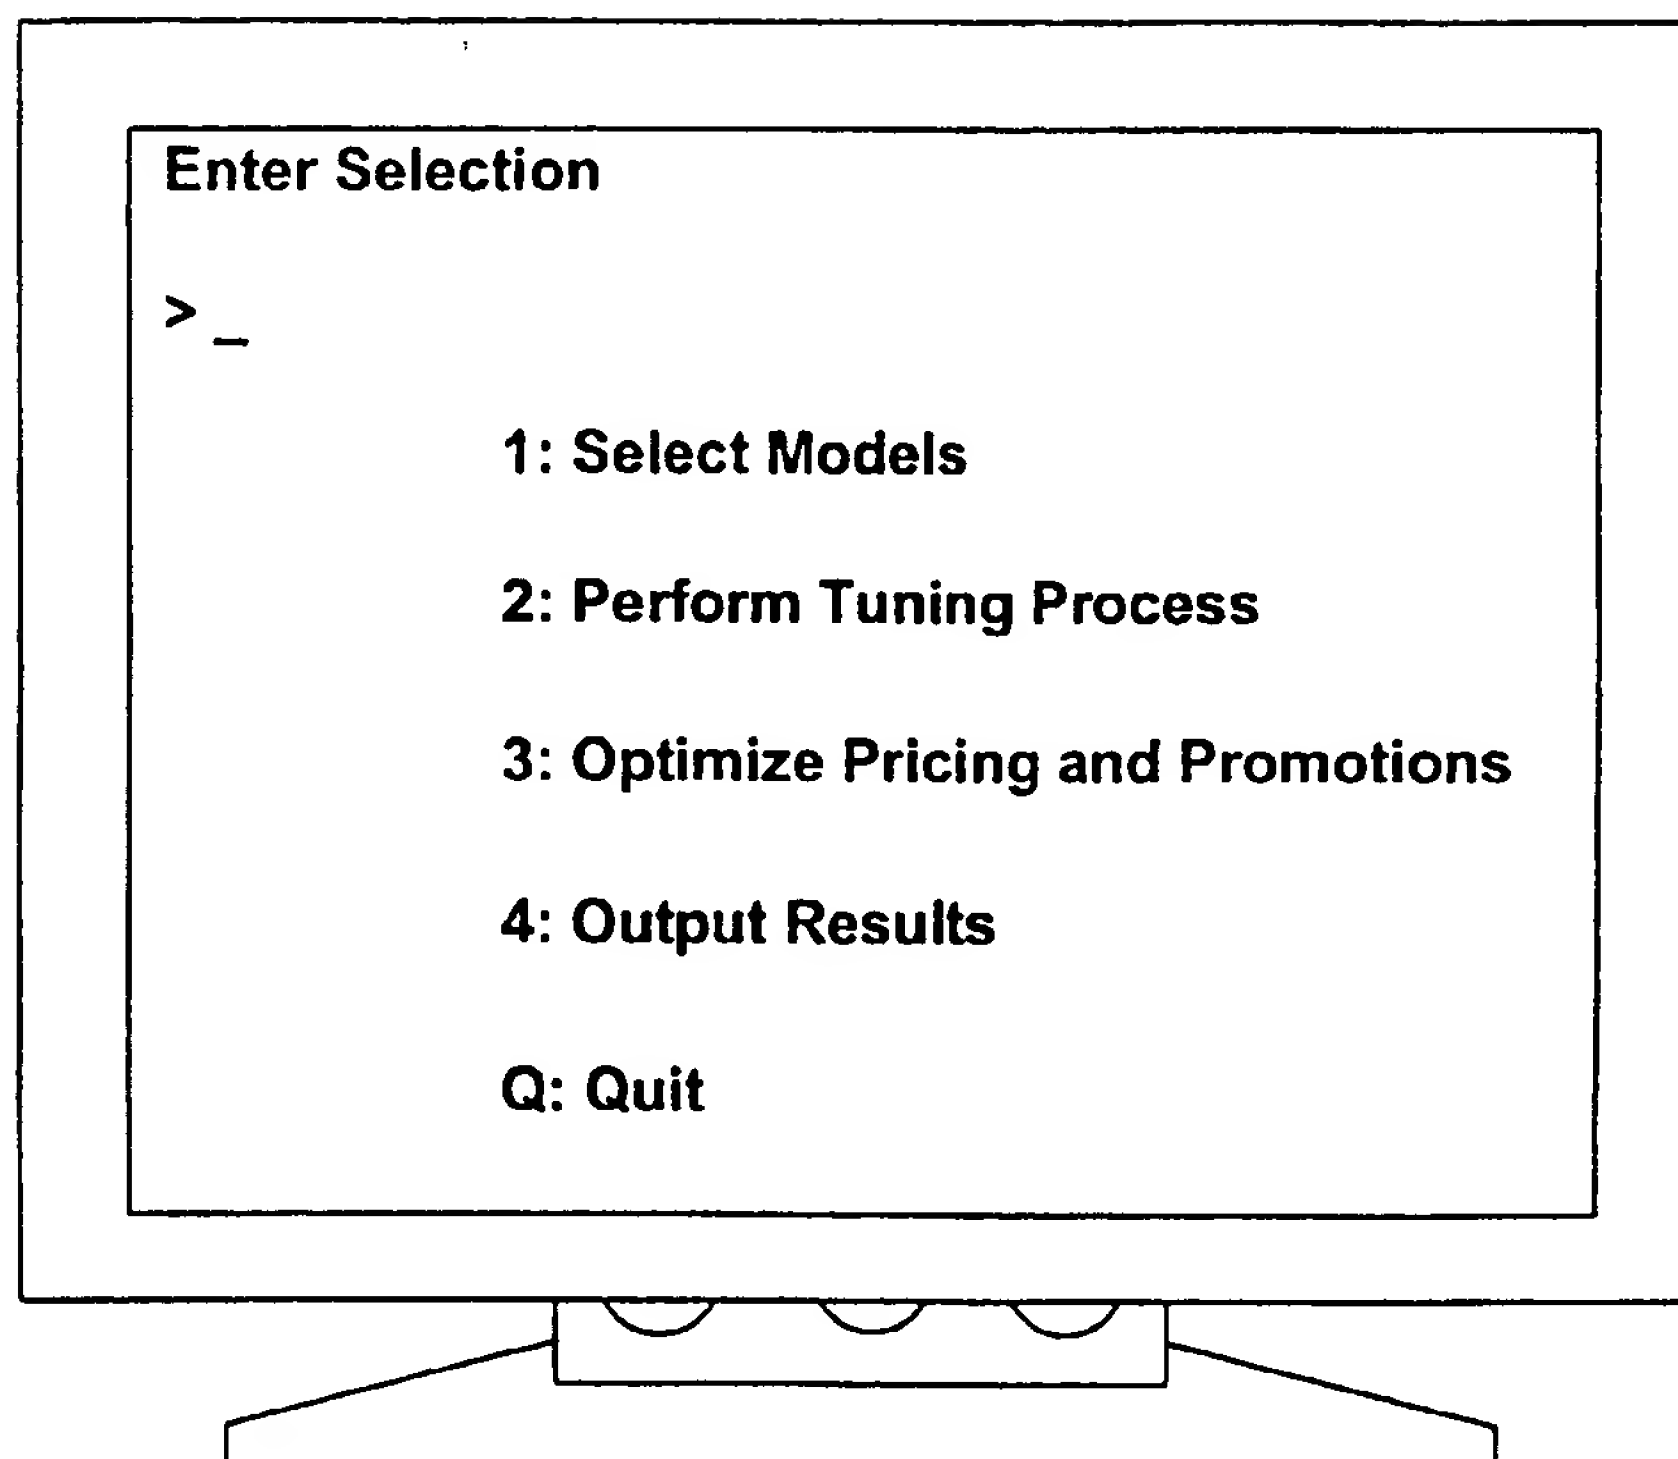 Enter Selection
> _
1: Select Models
2: Perform Tuning Process
3: Optimize Pricing and Promotions
4: Output Results
Q: Quit